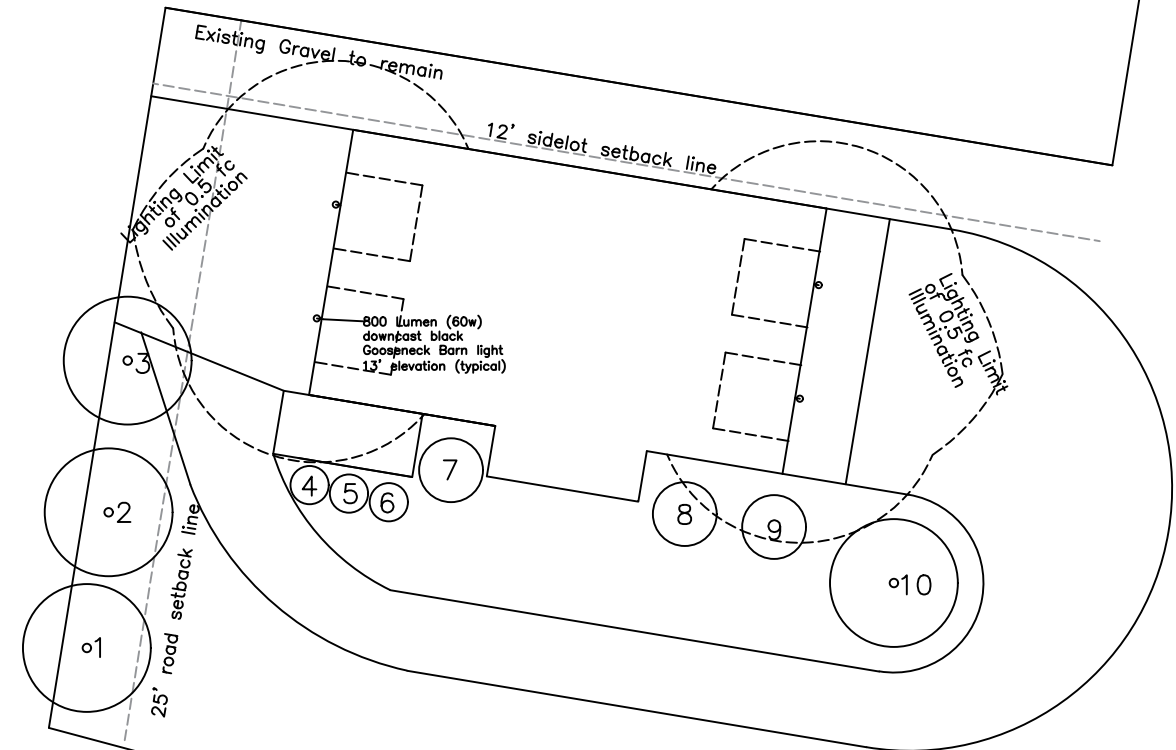 Existing Gravel to remain
12' sidelot setback line
Lighting Limit
of 0.5 fc
Illumination
Lighting Limit
of 0.5 fc
Illumination
800 Lumen (60w)
downcast black
Gooseneck Barn light
13' elevation (typical)
3
7
4
5
6
2
8
9
10
1
25' road setback line